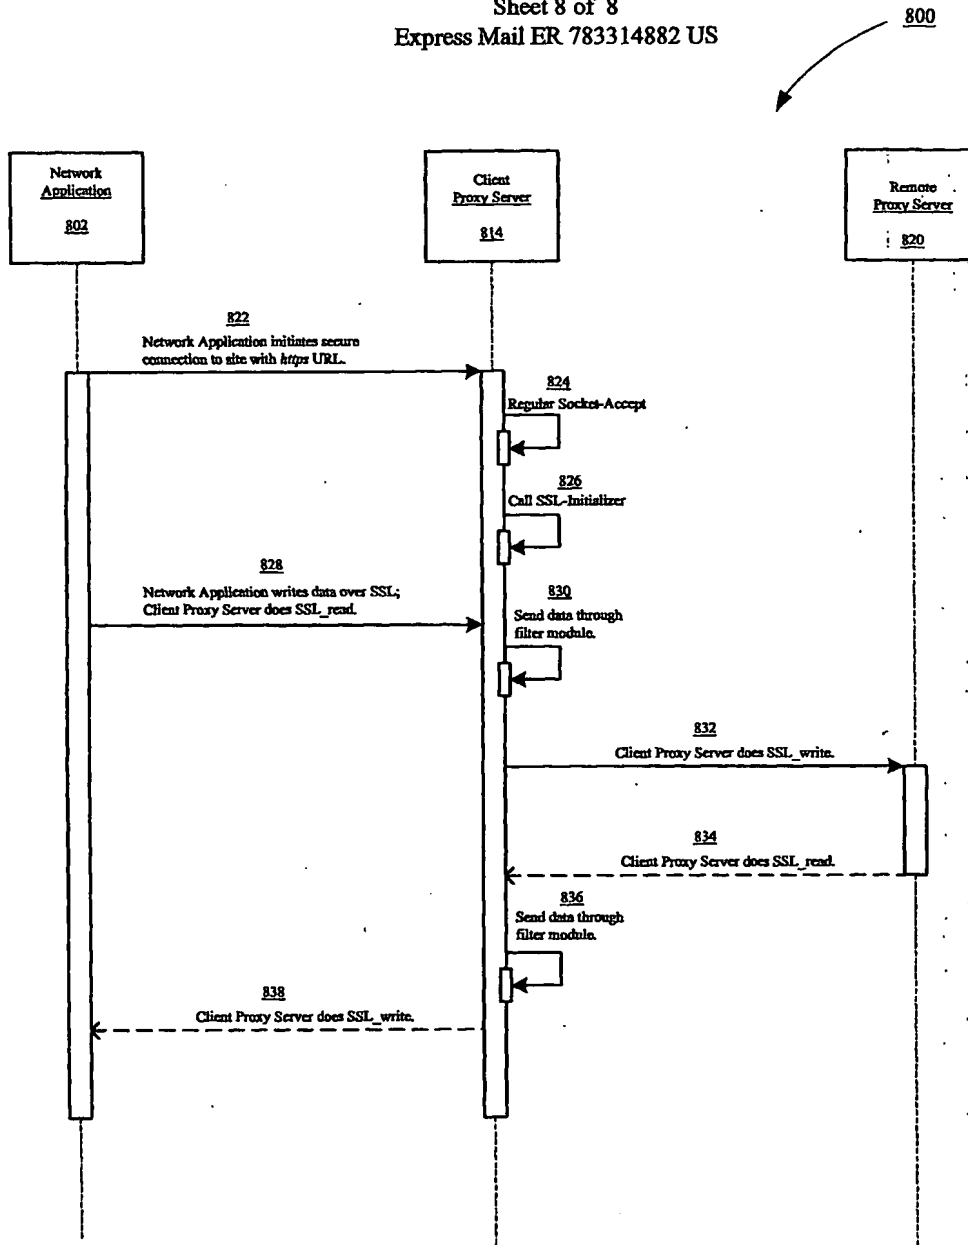 Sheet 8 of 8
Express Mail ER 783314882 US
800
Network
Application
802
Client
Proxy Server
814
Remote
Proxy Server
820
822
Network Application initiates secure
connection to site with https URL.
824
Regular Socket-Accept
826
Call SSL-Initializer
828
Network Application writes data over SSL;
Client Proxy Server does SSL_read.
830
Send data through
filter module.
832
Client Proxy Server does SSL_write.
834
Client Proxy Server does SSL_read.
836
Send data through
filter module.
838
Client Proxy Server does SSL_write.